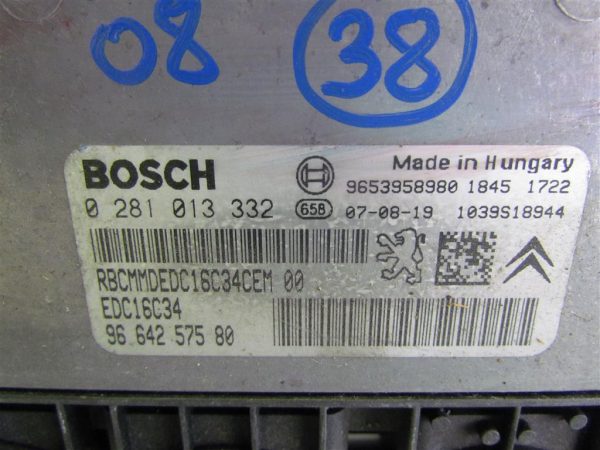 08 38
BOSCH
Made in Hungary
9653958980 1845 1722
0 281 013 332 65B 07-08-19 1039S18944
RBCMMDEDC16C34CEM 00
EDC16C34
96 642 575 80